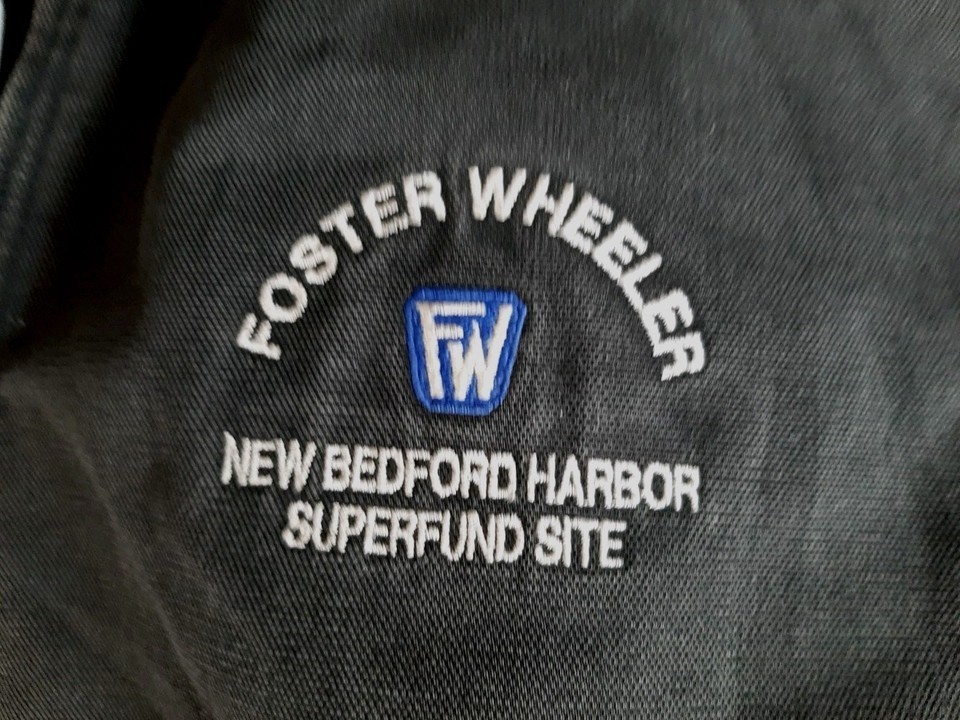 FOSTER WHEELER
FW
NEW BEDFORD HARBOR
SUPERFUND SITE